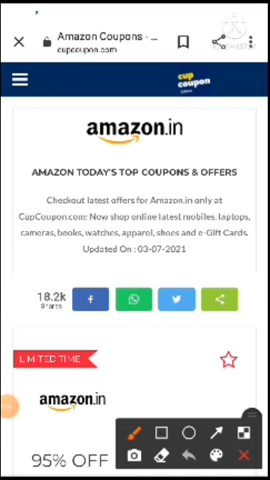 Amazon Coupons - ...
cupcoupon.com
cup
coupon
amazon.in
AMAZON TODAY'S TOP COUPONS & OFFERS
Checkout latest offers for Amazon.in only at
CupCoupon.com: Now shop online latest mobiles, laptops,
cameras, books, watches, apparel, shoes and e-Gift Cards.
Updated On : 03-07-2021
18.2k
Shares
LIMITED TIME
amazon.in
95% OFF